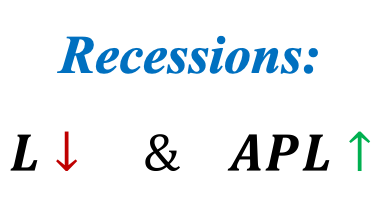 Recessions:
L ↓ & APL ↑